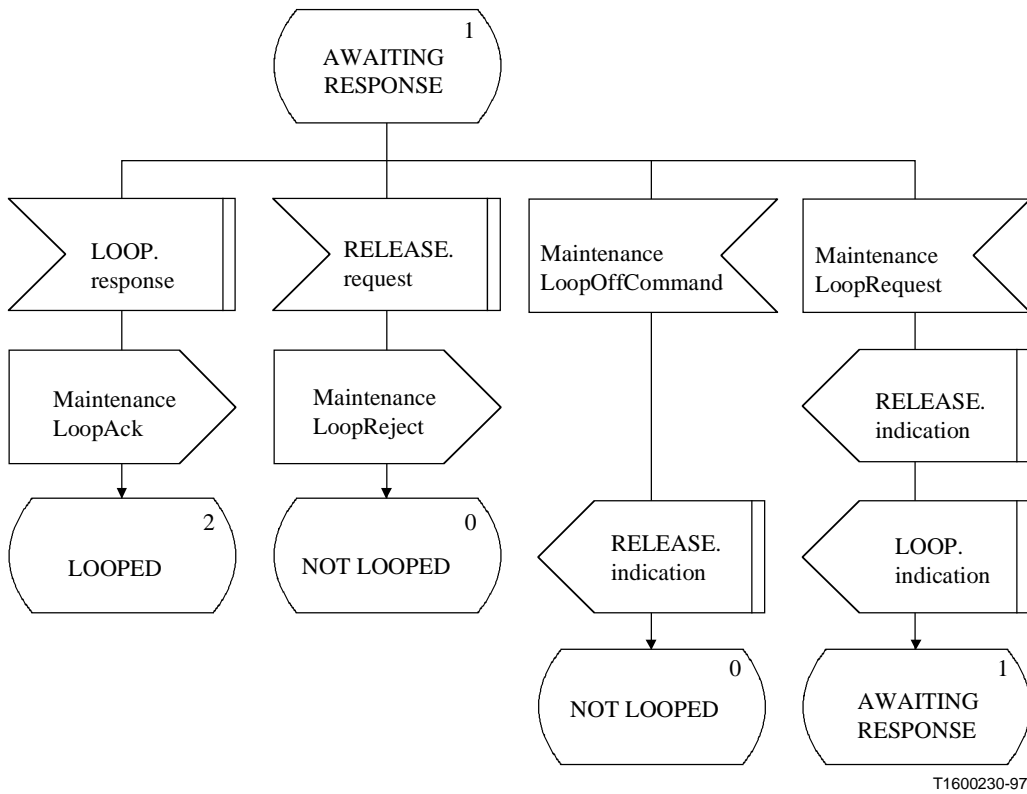 1
AWAITING
RESPONSE
LOOP.
response
RELEASE.
request
Maintenance
LoopOffCommand
Maintenance
LoopRequest
Maintenance
LoopAck
Maintenance
LoopReject
RELEASE.
indication
2
LOOPED
0
NOT LOOPED
RELEASE.
indication
LOOP.
indication
0
NOT LOOPED
1
AWAITING
RESPONSE
T1600230-97